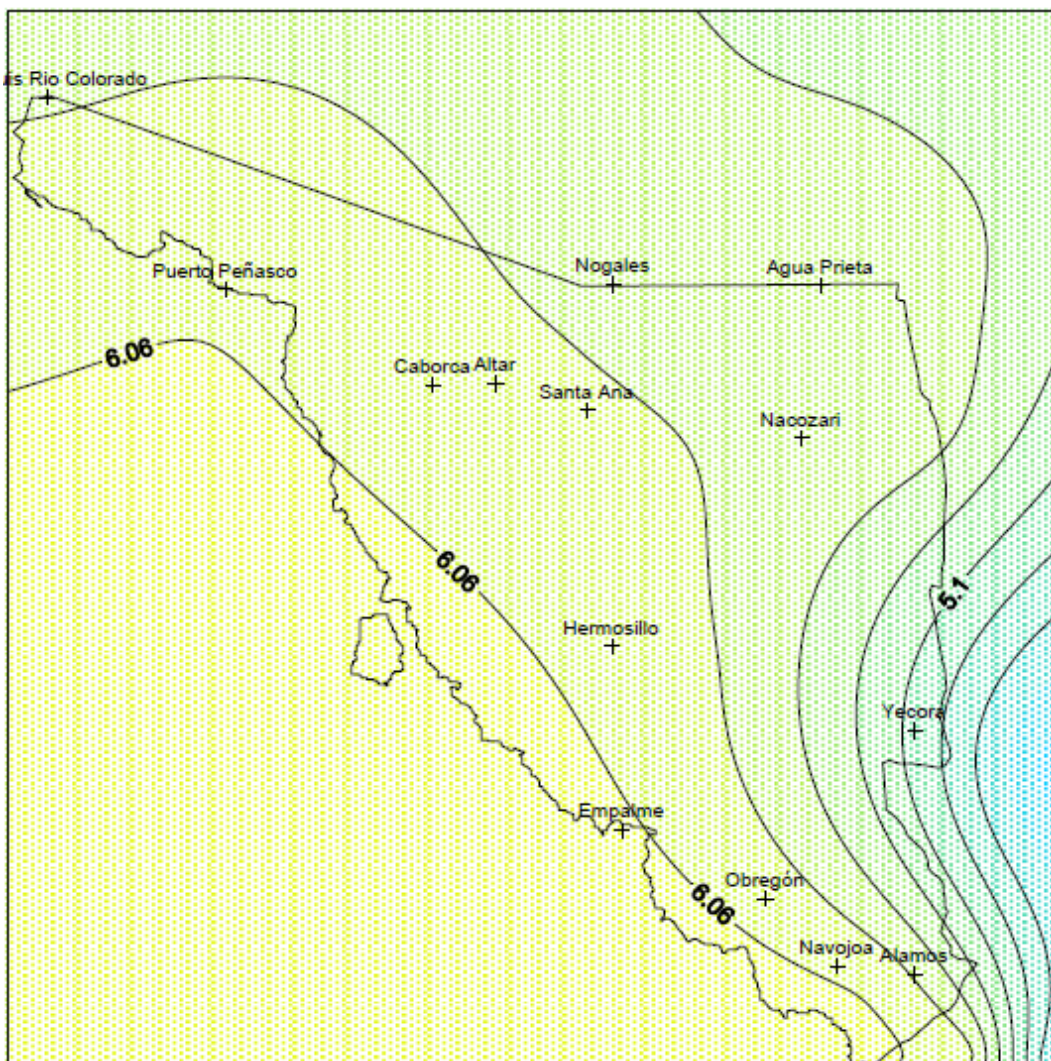 is Rio Colorado
Nogales
Agua Prieta
Puerto Peñasco
6.06
Caborca
Altar
Santa Ana
Nacozari
6.06
5.1
Hermosillo
Yecora
Empalme
Obregón
6.06
Navojoa
Alamos